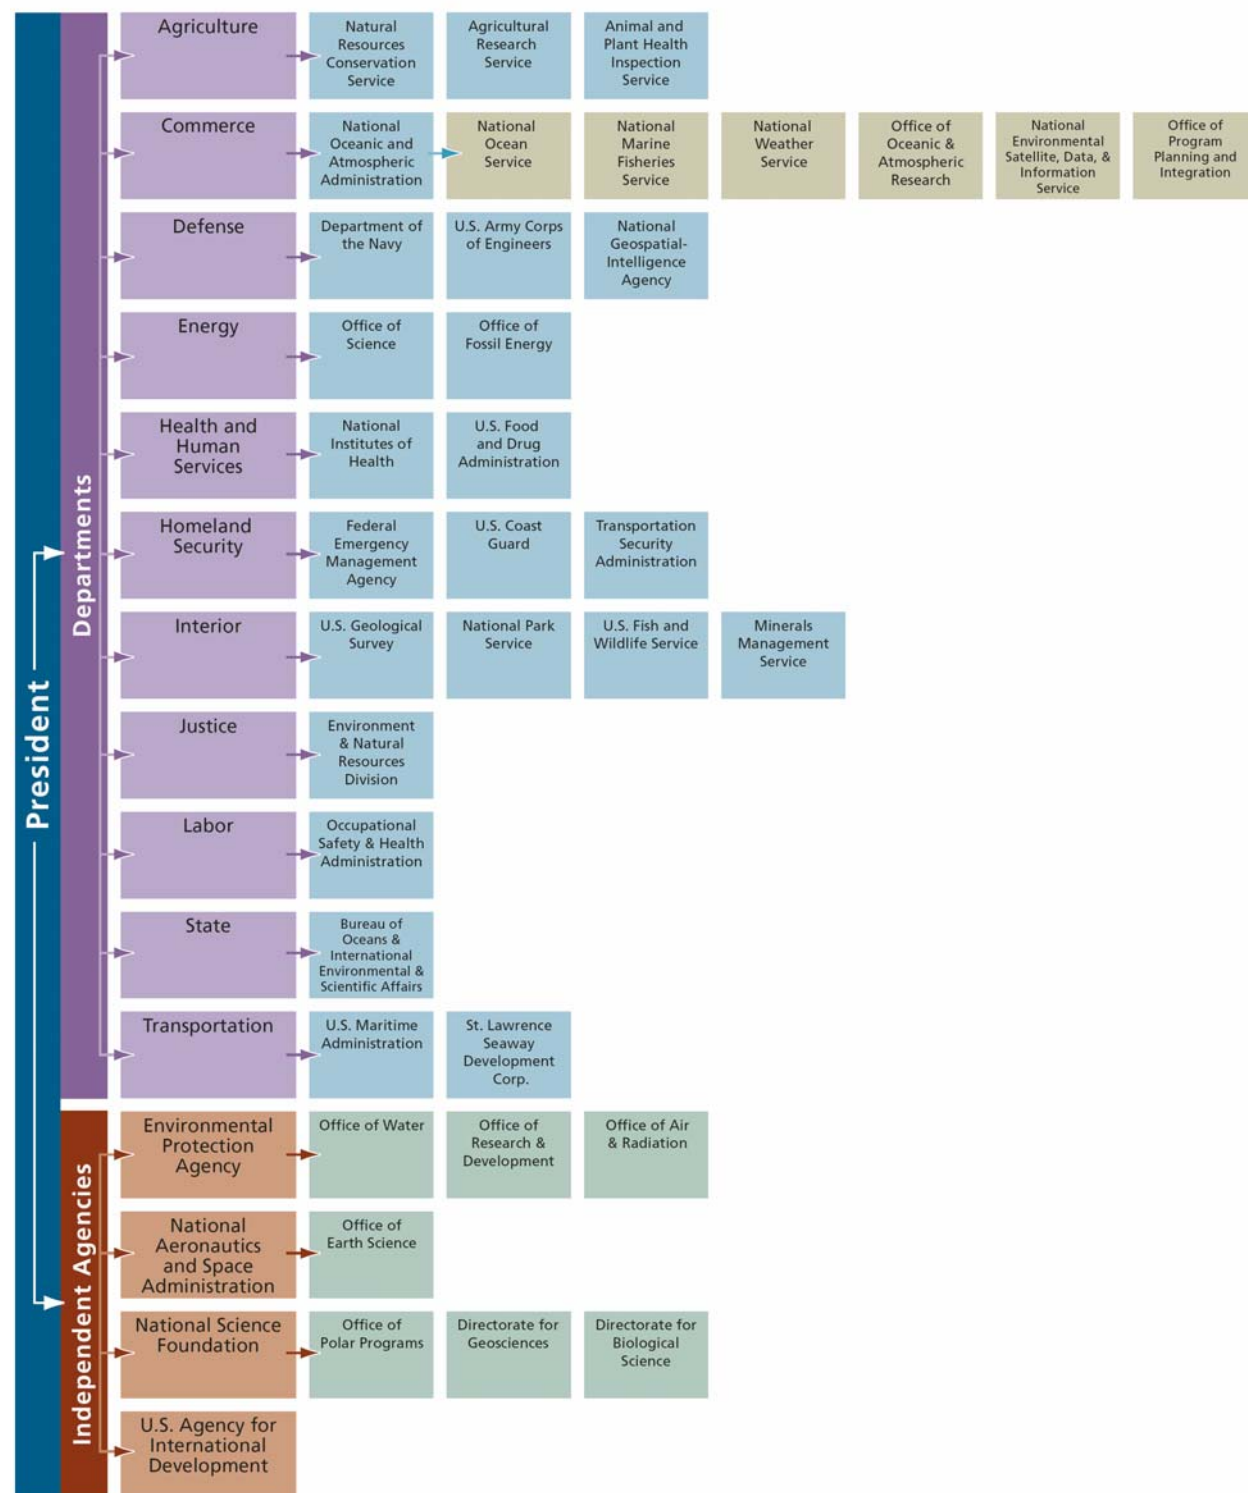 President
Departments
Agriculture
Natural
Resources
Conservation
Service
Agricultural
Research
Service
Animal and
Plant Health
Inspection
Service
Commerce
National
Oceanic and
Atmospheric
Administration
National
Ocean
Service
National
Marine
Fisheries
Service
National
Weather
Service
Office of
Oceanic &
Atmospheric
Research
National
Environmental
Satellite, Data, &
Information
Service
Office of
Program
Planning and
Integration
Defense
Department of
the Navy
U.S. Army Corps
of Engineers
National
Geospatial-
Intelligence
Agency
Energy
Office of
Science
Office of
Fossil Energy
Health and
Human
Services
National
Institutes of
Health
U.S. Food
and Drug
Administration
Homeland
Security
Federal
Emergency
Management
Agency
U.S. Coast
Guard
Transportation
Security
Administration
Interior
U.S. Geological
Survey
National Park
Service
U.S. Fish and
Wildlife Service
Minerals
Management
Service
Justice
Environment
& Natural
Resources
Division
Labor
Occupational
Safety & Health
Administration
State
Bureau of
Oceans &
International
Environmental &
Scientific Affairs
Transportation
U.S. Maritime
Administration
St. Lawrence
Seaway
Development
Corp.
Independent Agencies
Environmental
Protection
Agency
Office of Water
Office of
Research &
Development
Office of Air
& Radiation
National
Aeronautics
and Space
Administration
Office of
Earth Science
National Science
Foundation
Office of
Polar Programs
Directorate for
Geosciences
Directorate for
Biological
Science
U.S. Agency for
International
Development